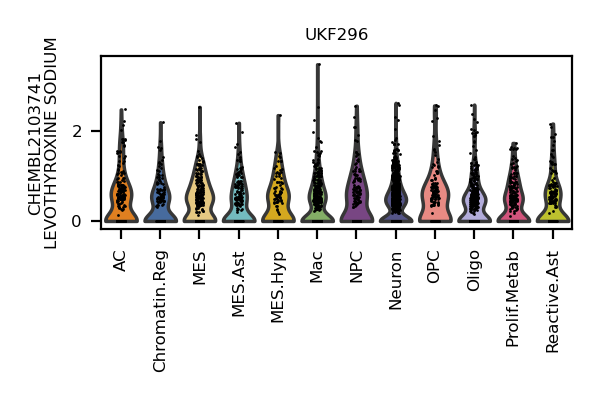 UKF296
CHEMBL2103741
LEVOTHYROXINE SODIUM
2
0
AC
Chromatin.Reg
MES
MES.Ast
MES.Hyp
Mac
NPC
Neuron
OPC
Oligo
Prolif.Metab
Reactive.Ast